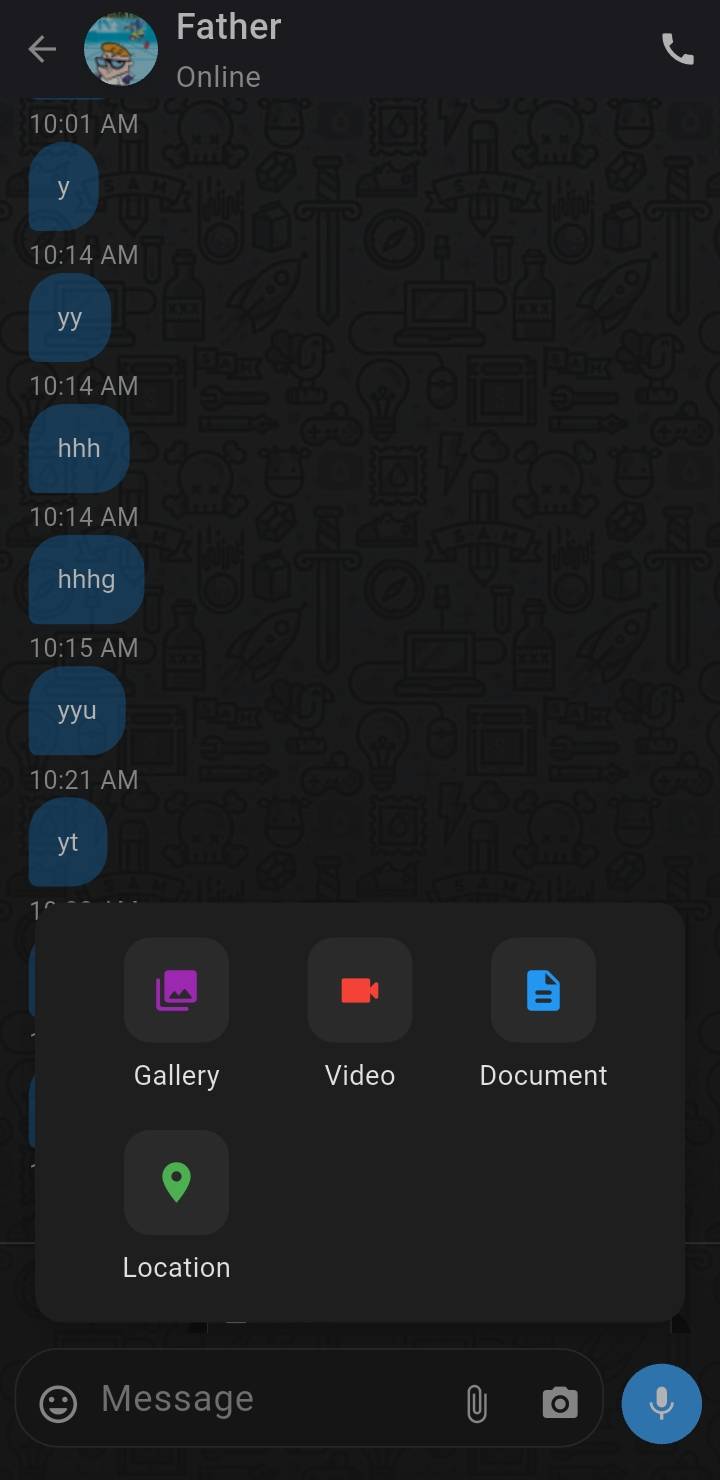 Father
Online
10:01 AM
y
10:14 AM
yy
10:14 AM
hhh
10:14 AM
hhhg
10:15 AM
yyu
10:21 AM
yt
Gallery
Video
Document
Location
Message